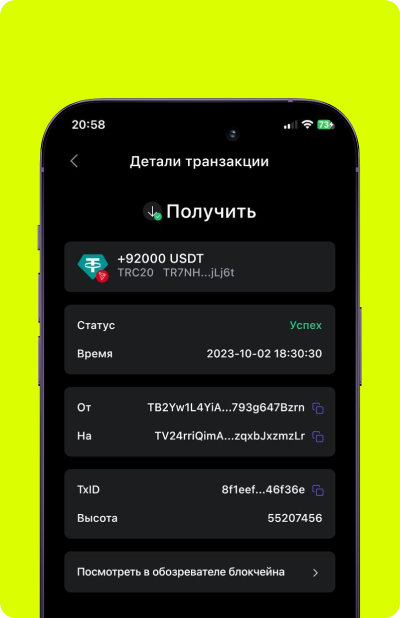 20:58
73
Детали транзакции
Получить
+92000 USDT
TRC20 TR7NH...jLj6t
Статус Успех
Время 2023-10-02 18:30:30
От TB2Yw1L4YiA...793g647Bzrn
На TV24rriQimA...zqxbJxzmzLr
TxID 8f1eef...46f36e
Высота 55207456
Посмотреть в обозревателе блокчейна